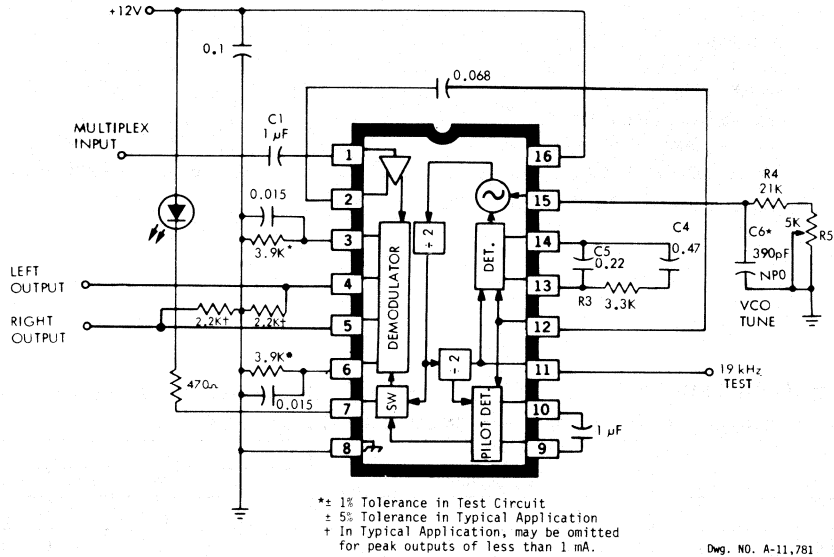 +12V
0.1
0.068
C1
1 µF
MULTIPLEX
INPUT
1
16
R4
21K
2
15
0.015
÷ 2
5K
R5
3
3.9K*
14
C5
0.22
C4
0.47
C6*
390pF
NP0
DEMODULATOR
DET.
LEFT
OUTPUT
4
13
R3
3.3K
VCO
TUNE
RIGHT
OUTPUT
2.2K†
2.2K†
5
12
3.9K*
6
÷ 2
11
19 kHz
TEST
470Ω
0.015
7
SW
PILOT DET.
10
1 µF
8
9
*± 1% Tolerance in Test Circuit
± 5% Tolerance in Typical Application
† In Typical Application, may be omitted
for peak outputs of less than 1 mA.
Dwg. NO. A-11,781